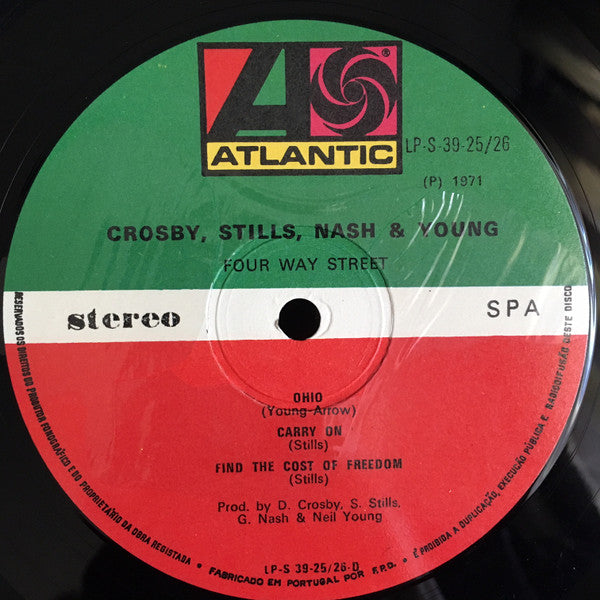 ATLANTIC
LP-S-39-25/26
(P) 1971
CROSBY, STILLS, NASH & YOUNG
FOUR WAY STREET
stereo
SPA
OHIO
(Young-Arrow)
CARRY ON
(Stills)
FIND THE COST OF FREEDOM
(Stills)
Prod. by D. Crosby, S. Stills,
G. Nash & Neil Young
LP-S 39-25/26-D
RESERVADOS OS DIREITOS DO PRODUTOR FONOGRÁFICO E DO PROPRIETÁRIO DA OBRA REGISTADA • FABRICADO EM PORTUGAL POR F.R.D. • É PROIBIDA A DUPLICAÇÃO, EXECUÇÃO PÚBLICA E RADIODIFUSÃO DESTE DISCO